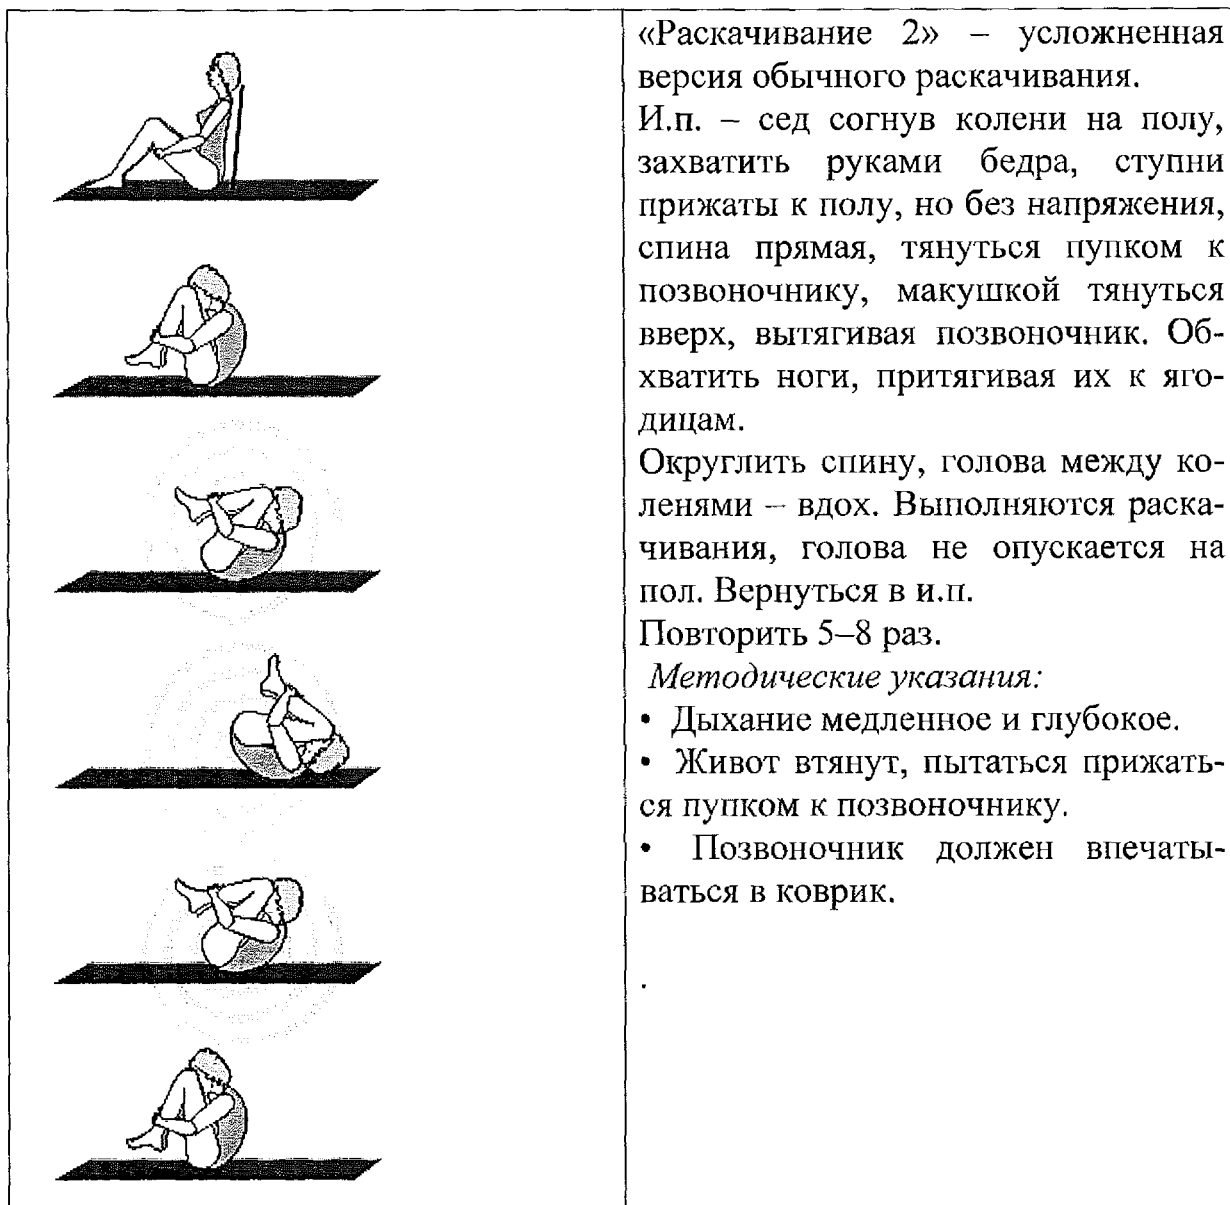 «Раскачивание 2» – усложненная
версия обычного раскачивания.
И.п. – сед согнув колени на полу,
захватить руками бедра, ступни
прижаты к полу, но без напряжения,
спина прямая, тянуться пупком к
позвоночнику, макушкой тянуться
вверх, вытягивая позвоночник. Об-
хватить ноги, притягивая их к яго-
дицам.
Округлить спину, голова между ко-
ленями – вдох. Выполняются раска-
чивания, голова не опускается на
пол. Вернуться в и.п.
Повторить 5–8 раз.
Методические указания:
• Дыхание медленное и глубокое.
• Живот втянут, пытаться прижать-
ся пупком к позвоночнику.
• Позвоночник должен впечаты-
ваться в коврик.
.